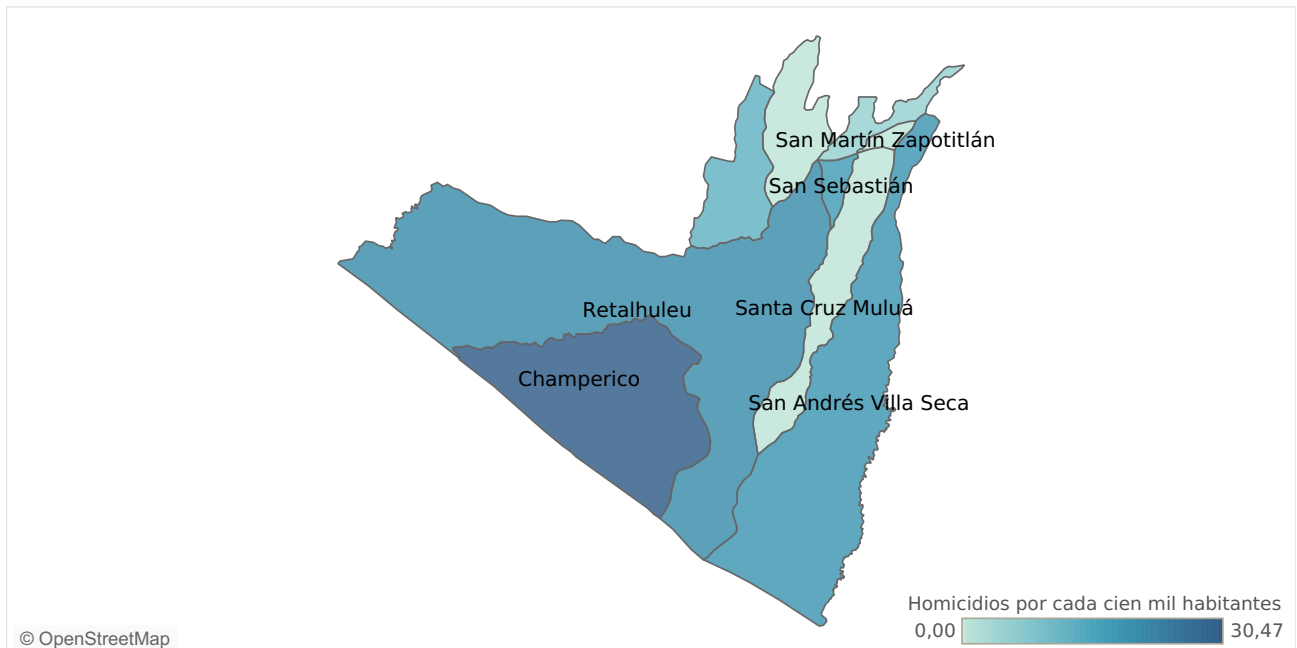 San Martín Zapotitlán
San Sebastián
Retalhuleu
Santa Cruz Muluá
Champerico
San Andrés Villa Seca
Homicidios por cada cien mil habitantes
0,00
30,47
© OpenStreetMap